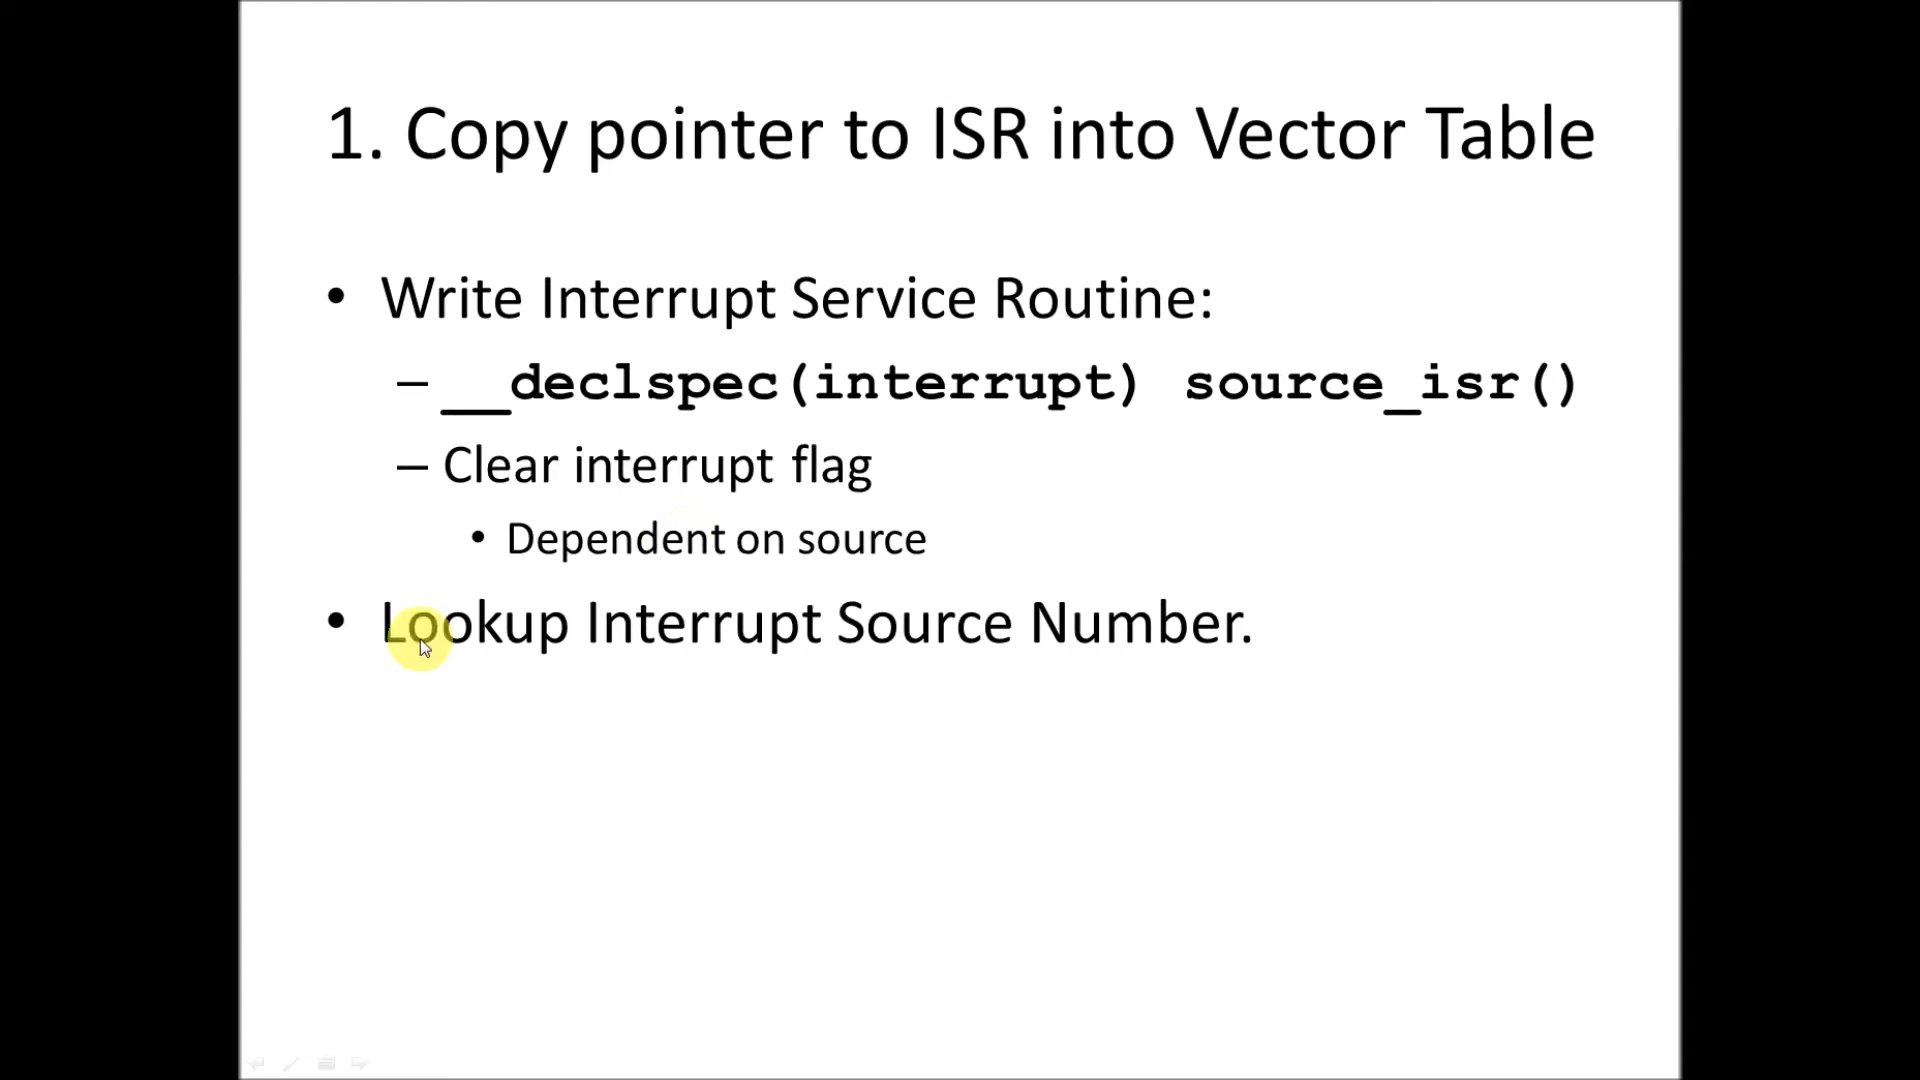 1. Copy pointer to ISR into Vector Table
• Write Interrupt Service Routine:
– __declspec(interrupt) source_isr()
– Clear interrupt flag
• Dependent on source
• Lookup Interrupt Source Number.